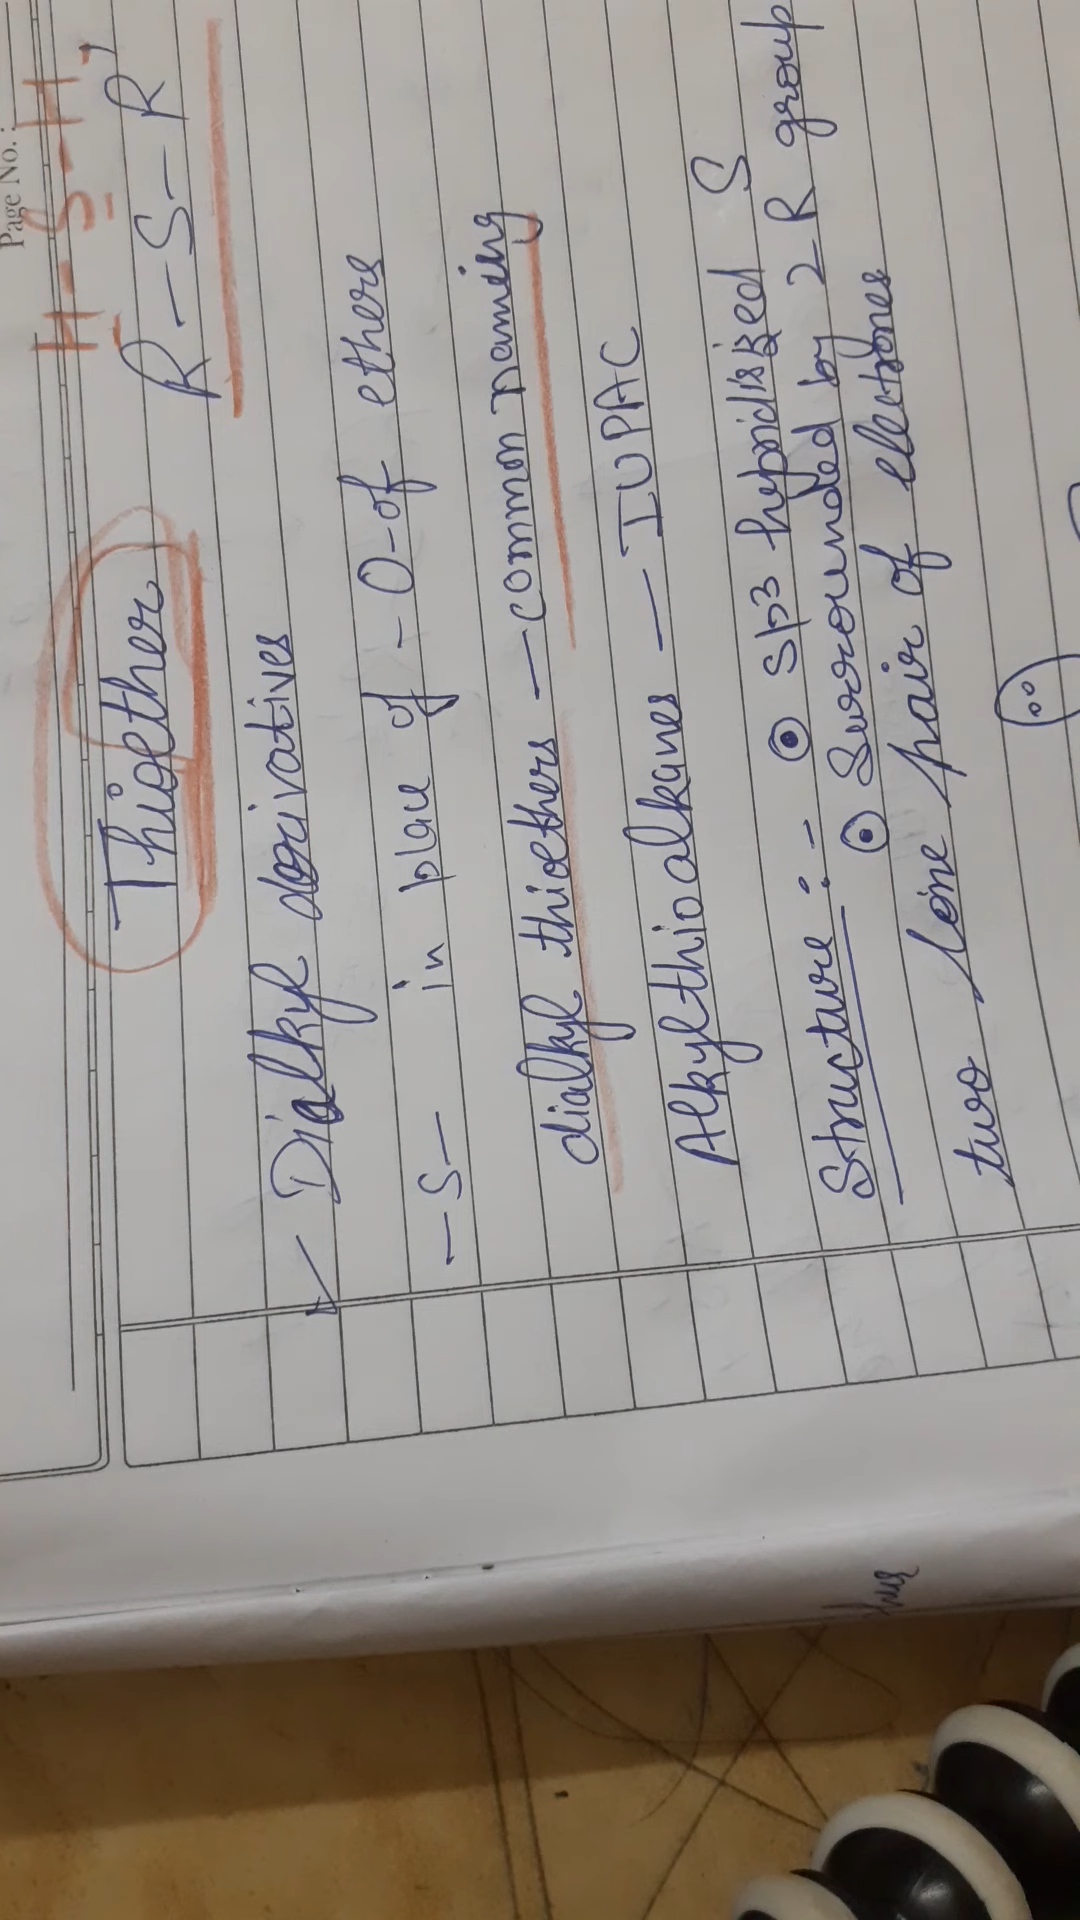 Page No.:
H-S-H,
Thioether R-S-R
Dialkyl derivatives
-S- in place of -O- of ethers
dialkyl thioethers - common naming
Alkylthioalkanes - IUPAC
Structure :- ⊙ Sp3 hybridized S
⊙ Surrounded by 2 R group
two lone pair of electrones